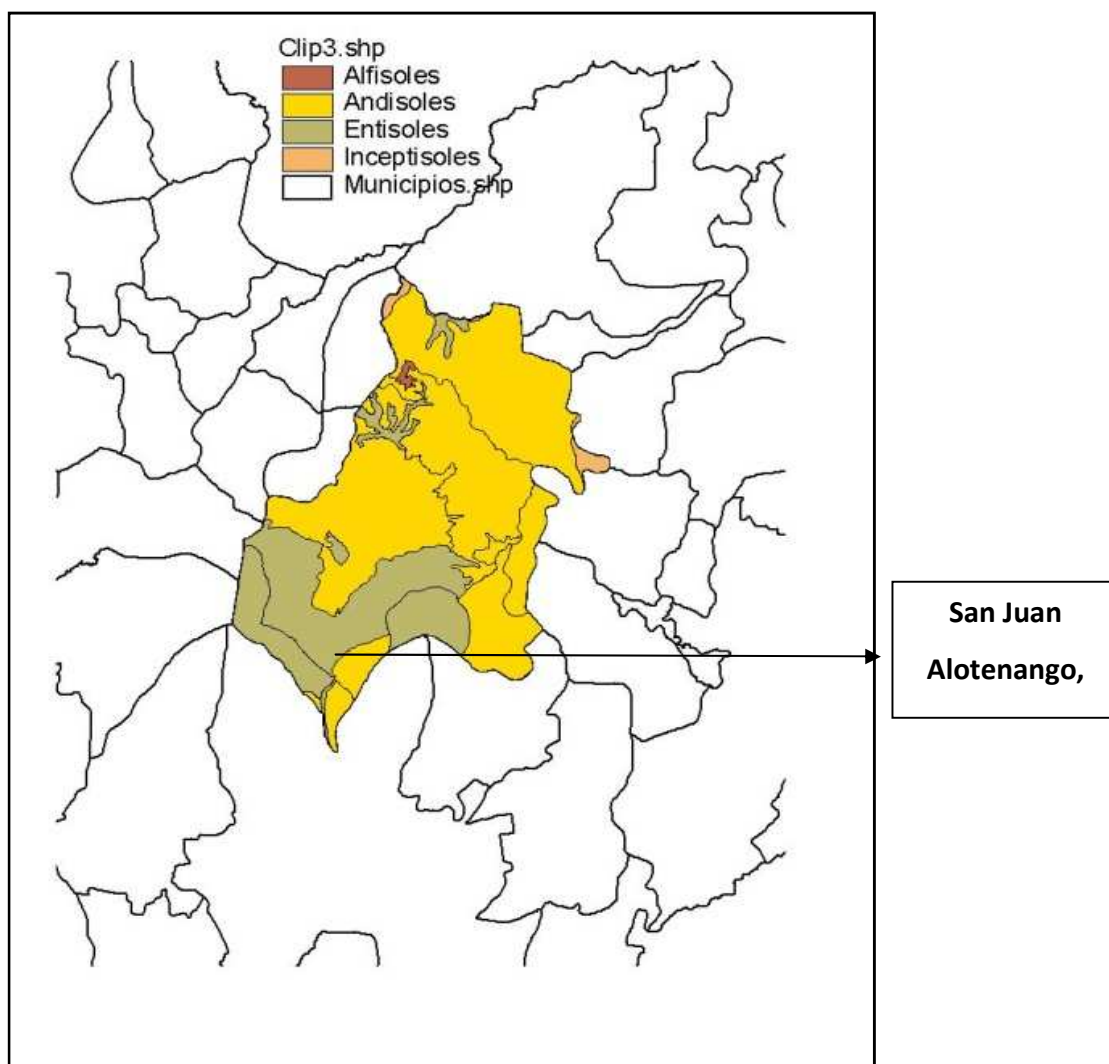 Clip3.shp
Alfisoles
Andisoles
Entisoles
Inceptisoles
Municipios.shp
San Juan
Alotenango,